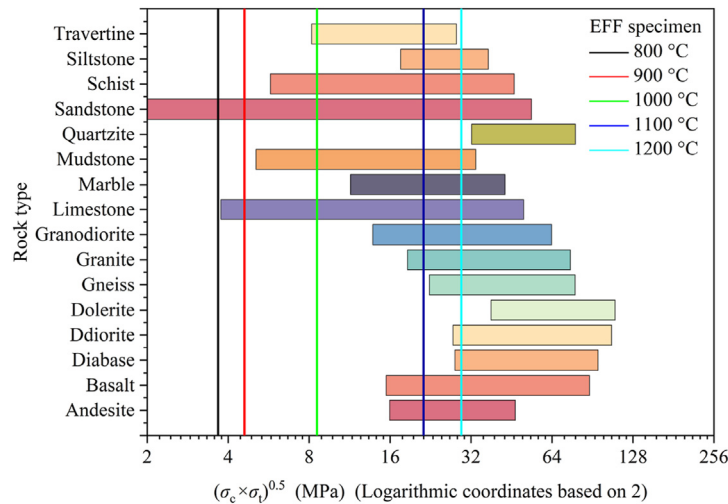 EFF specimen
800 °C
900 °C
1000 °C
1100 °C
1200 °C
Rock type
Travertine
Siltstone
Schist
Sandstone
Quartzite
Mudstone
Marble
Limestone
Granodiorite
Granite
Gneiss
Dolerite
Ddiorite
Diabase
Basalt
Andesite
2 4 8 16 32 64 128 256
(σc×σt)^0.5 (MPa) (Logarithmic coordinates based on 2)